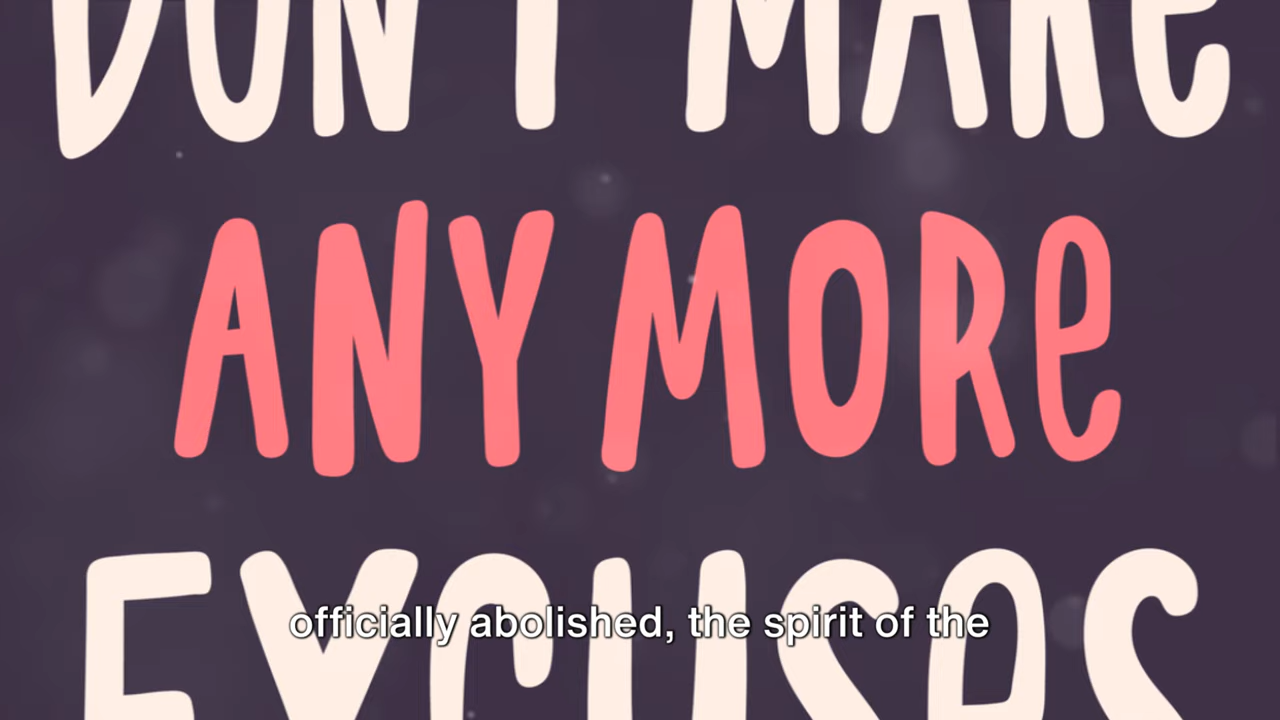 DON'T MAKE
ANY MORE
EXCUSES
officially abolished, the spirit of the